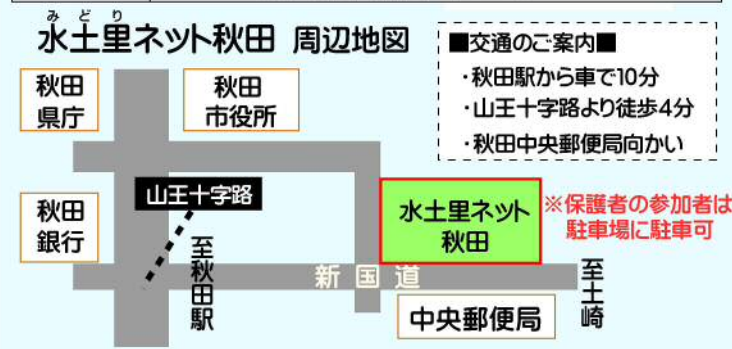 みどり
水土里ネット秋田 周辺地図
■交通のご案内■
・秋田駅から車で10分
・山王十字路より徒歩4分
・秋田中央郵便局向かい
秋田
県庁
秋田
市役所
山王十字路
秋田
銀行
水土里ネット
秋田
※保護者の参加者は
駐車場に駐車可
至秋田駅
新国道
至土崎
中央郵便局